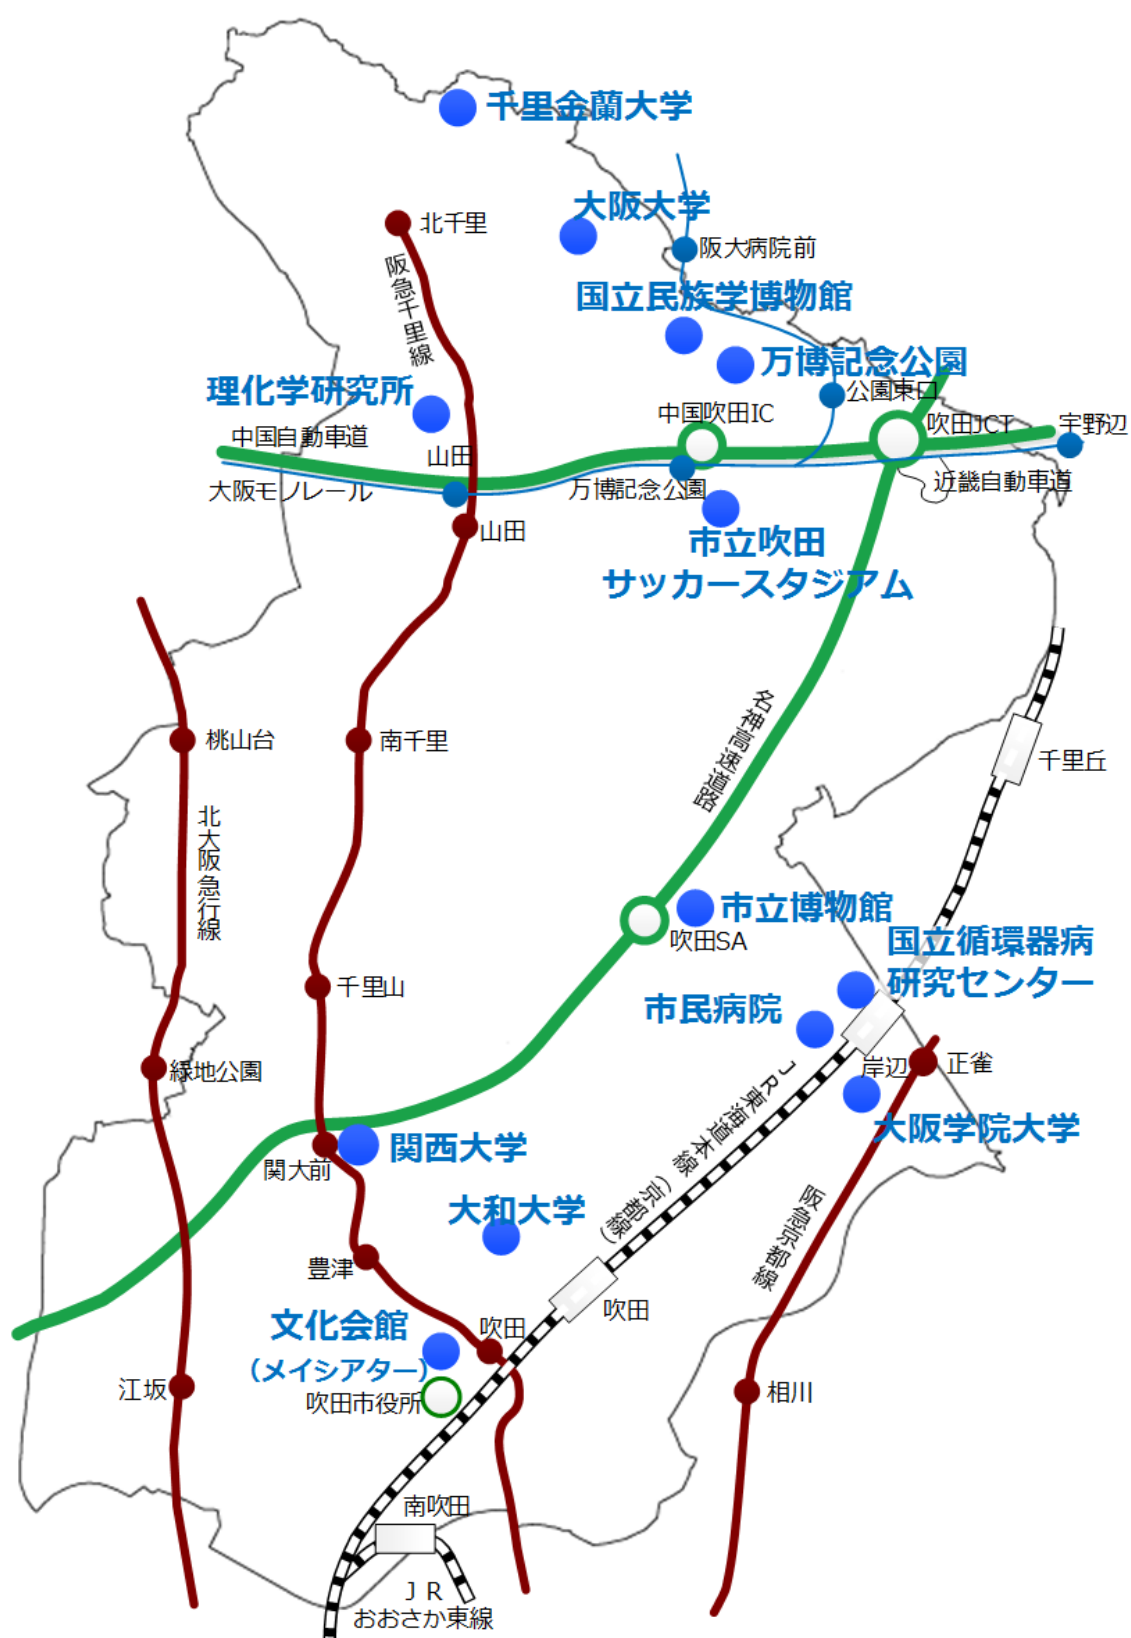 千里金蘭大学
大阪大学
北千里
阪大病院前
阪急千里線
国立民族学博物館
万博記念公園
理化学研究所
公園東口
中国吹田IC
吹田JCT
宇野辺
中国自動車道
山田
大阪モノレール
万博記念公園
近畿自動車道
山田
市立吹田
サッカースタジアム
名神高速道路
桃山台
南千里
千里丘
北大阪急行線
市立博物館
吹田SA
国立循環器病
研究センター
千里山
市民病院
緑地公園
岸辺
正雀
JR東海道本線(京都線)
大阪学院大学
関西大学
関大前
大和大学
阪急京都線
豊津
吹田
文化会館
(メイシアター)
吹田
江坂
吹田市役所
相川
南吹田
JR
おおさか東線